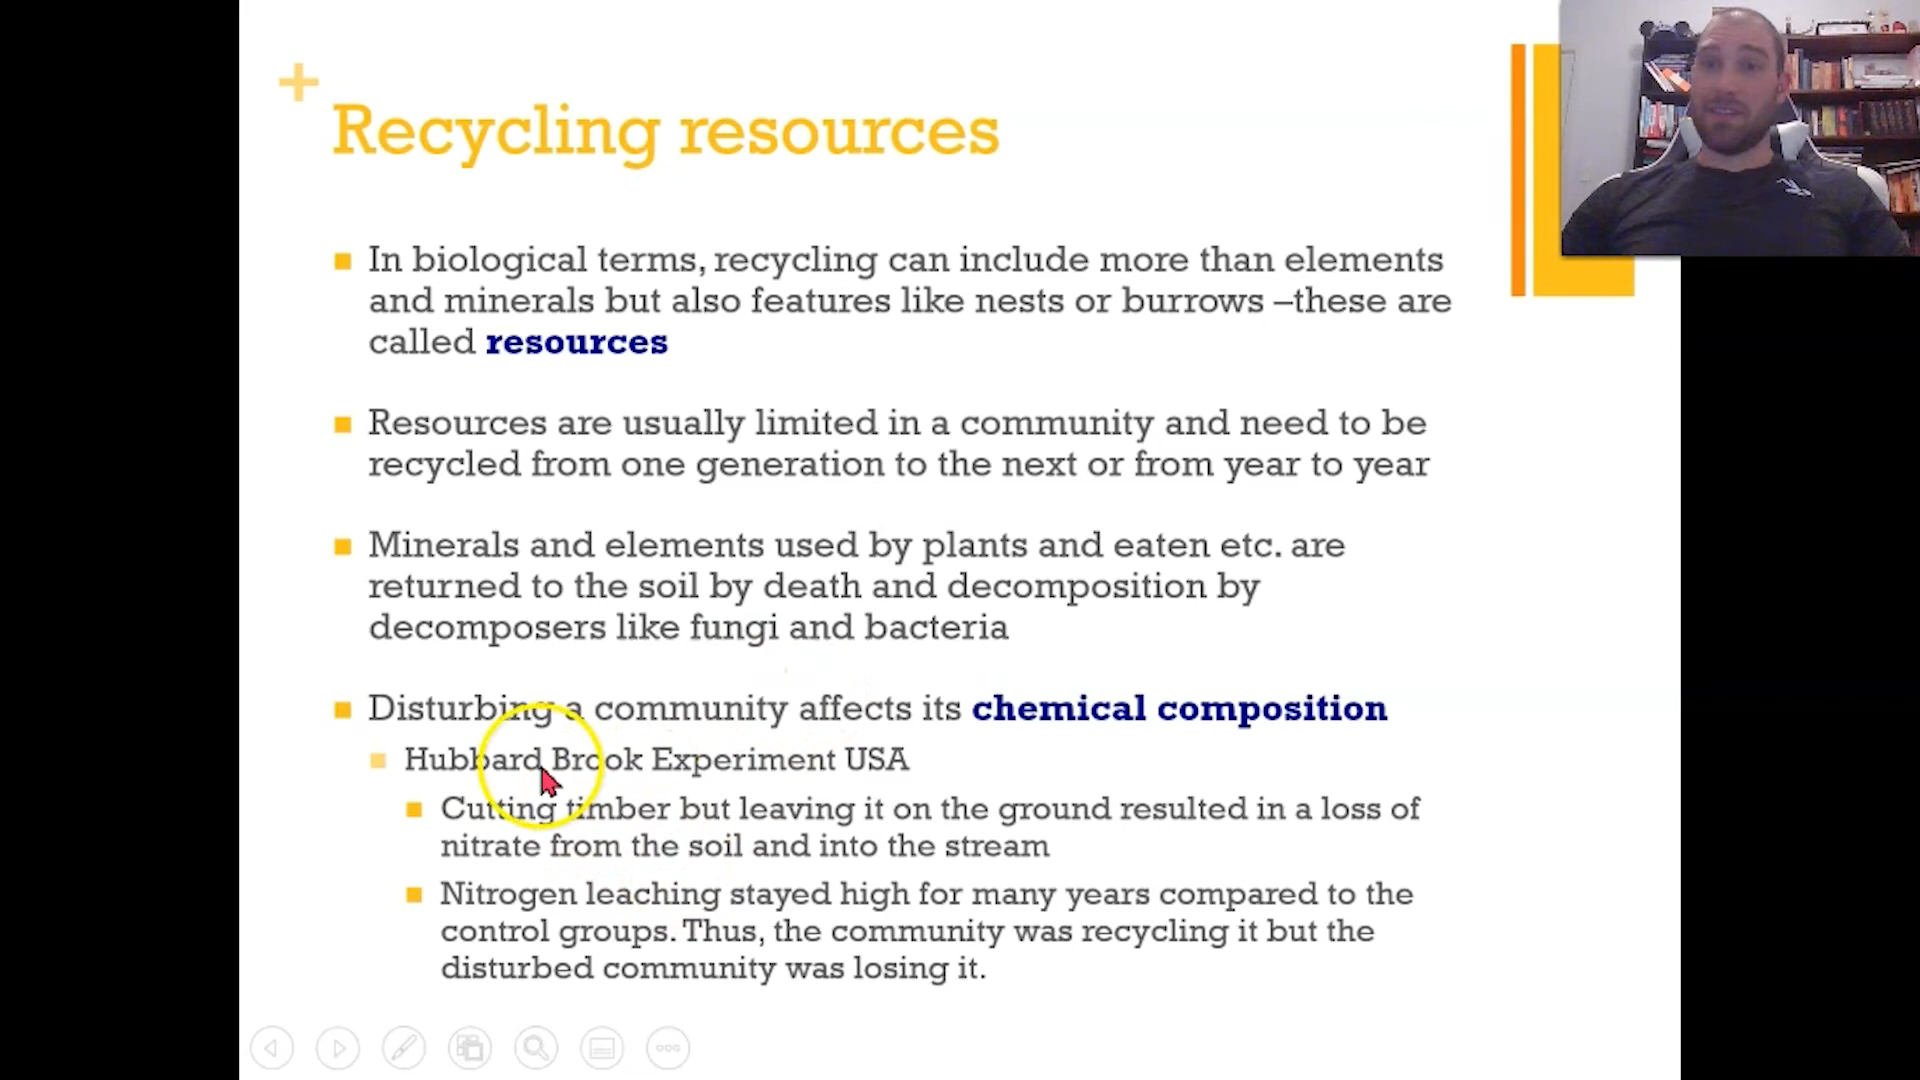 Recycling resources
In biological terms, recycling can include more than elements
and minerals but also features like nests or burrows –these are
called resources
Resources are usually limited in a community and need to be
recycled from one generation to the next or from year to year
Minerals and elements used by plants and eaten etc. are
returned to the soil by death and decomposition by
decomposers like fungi and bacteria
Disturbing a community affects its chemical composition
Hubbard Brook Experiment USA
Cutting timber but leaving it on the ground resulted in a loss of
nitrate from the soil and into the stream
Nitrogen leaching stayed high for many years compared to the
control groups. Thus, the community was recycling it but the
disturbed community was losing it.